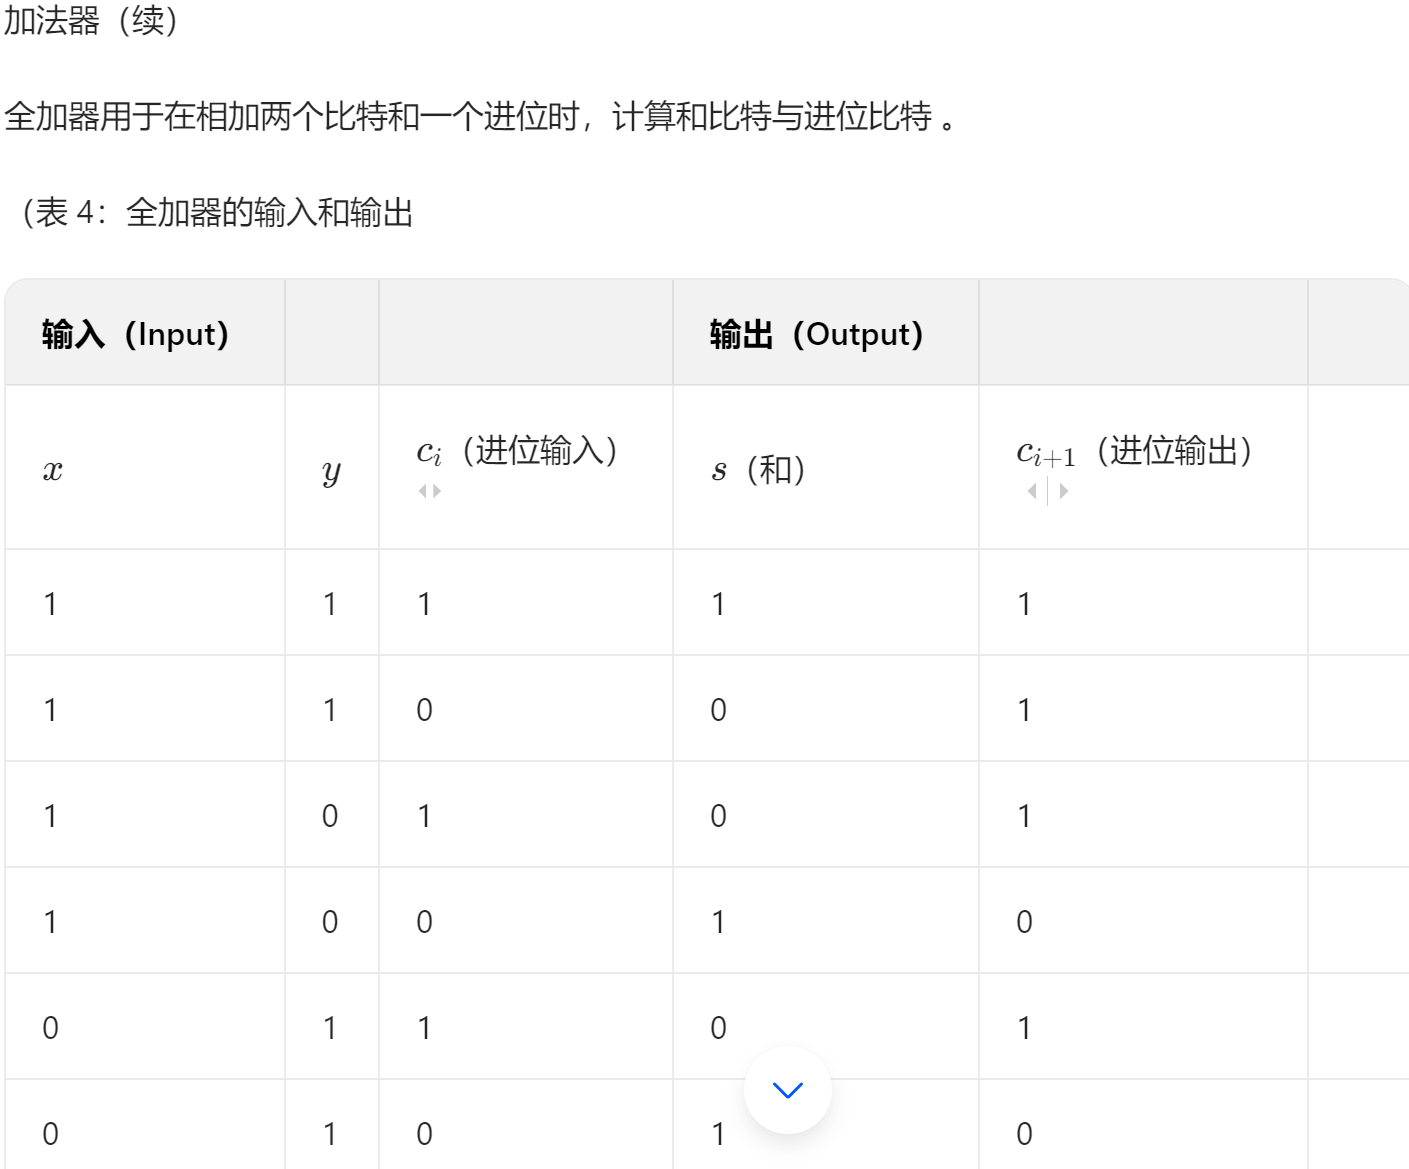 加法器（续）
全加器用于在相加两个比特和一个进位时，计算和比特与进位比特 。
（表 4：全加器的输入和输出
输入（Input） 输出（Output）
x y c_i（进位输入） s（和） c_{i+1}（进位输出）
1 1 1 1 1
1 1 0 0 1
1 0 1 0 1
1 0 0 1 0
0 1 1 0 1
0 1 0 1 0